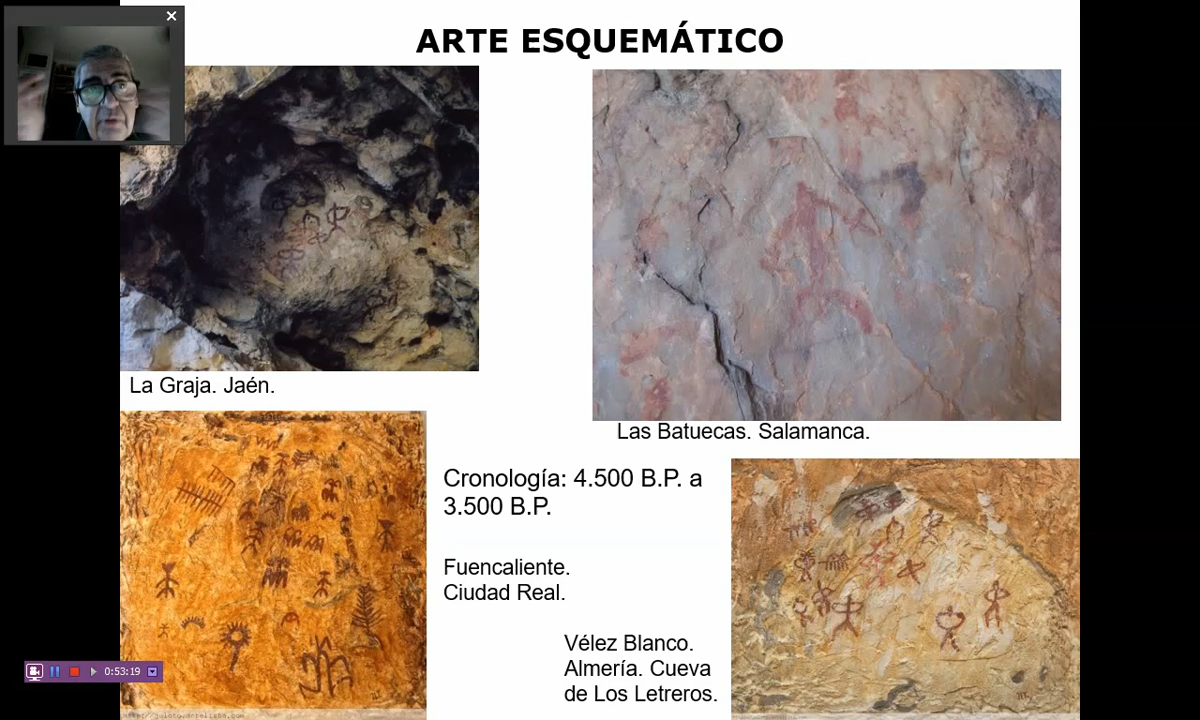 ARTE ESQUEMÁTICO
La Graja. Jaén.
Las Batuecas. Salamanca.
Cronología: 4.500 B.P. a
3.500 B.P.
Fuencaliente.
Ciudad Real.
Vélez Blanco.
Almería. Cueva
de Los Letreros.
0:53:19